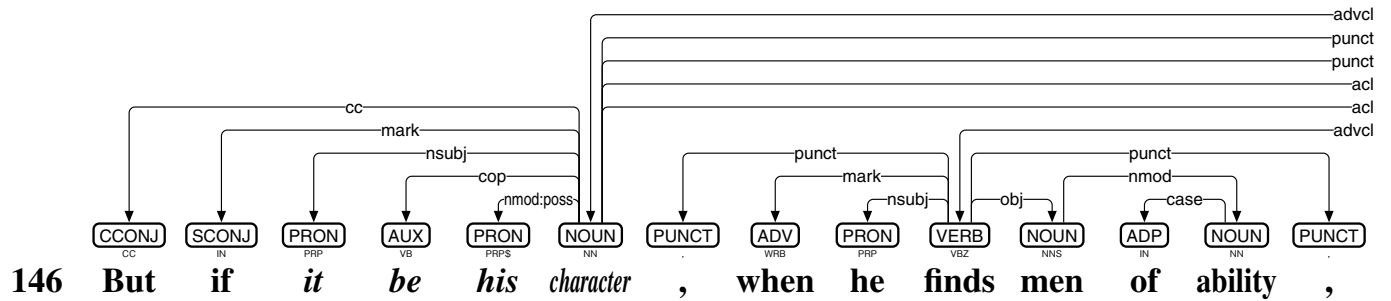 advcl
punct
punct
acl
cc acl
mark advcl
nsubj punct punct
cop mark nmod
nmod:poss nsubj obj case
CCONJ SCONJ PRON AUX PRON NOUN PUNCT ADV PRON VERB NOUN ADP NOUN PUNCT
CC IN PRP VB PRP$ NN , WRB PRP VBZ NNS IN NN ,
146 But if it be his character , when he finds men of ability ,